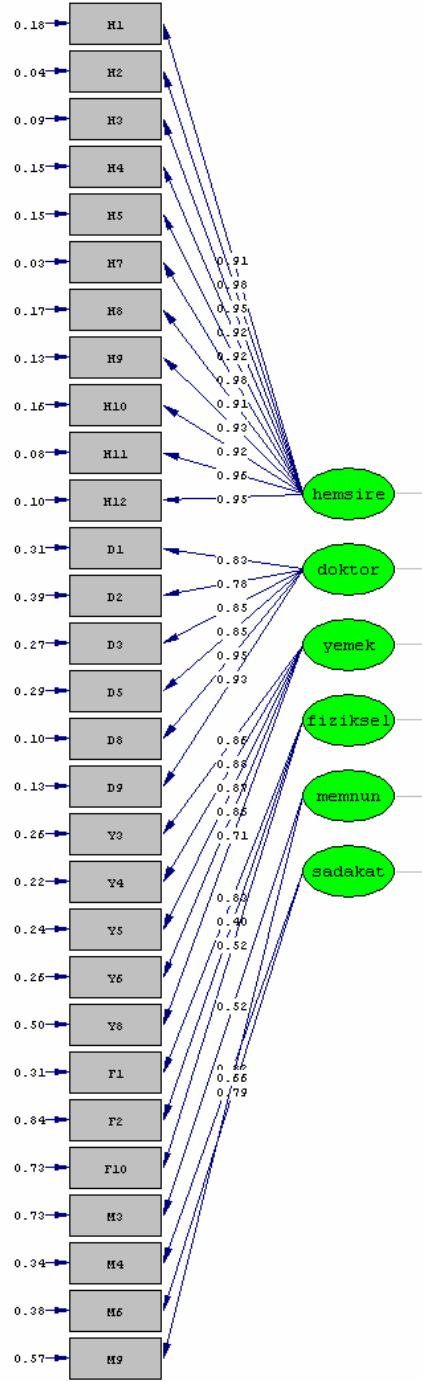 0.18 H1
0.04 H2
0.09 H3
0.15 H4
0.15 H5
0.03 H7
0.17 H8
0.13 H9
0.16 H10
0.08 H11
0.10 H12
0.31 D1
0.39 D2
0.27 D3
0.29 D5
0.10 D8
0.13 D9
0.26 Y3
0.22 Y4
0.24 Y5
0.26 Y6
0.50 Y8
0.31 F1
0.84 F2
0.73 F10
0.73 M3
0.34 M4
0.38 M6
0.57 M9
0.91
0.98
0.95
0.92
0.92
0.98
0.91
0.93
0.92
0.96
0.95
0.83
0.78
0.85
0.85
0.95
0.93
0.86
0.88
0.87
0.85
0.71
0.83
0.40
0.52
0.52
0.66
0.79
hemsire
doktor
yemek
fiziksel
memnun
sadakat